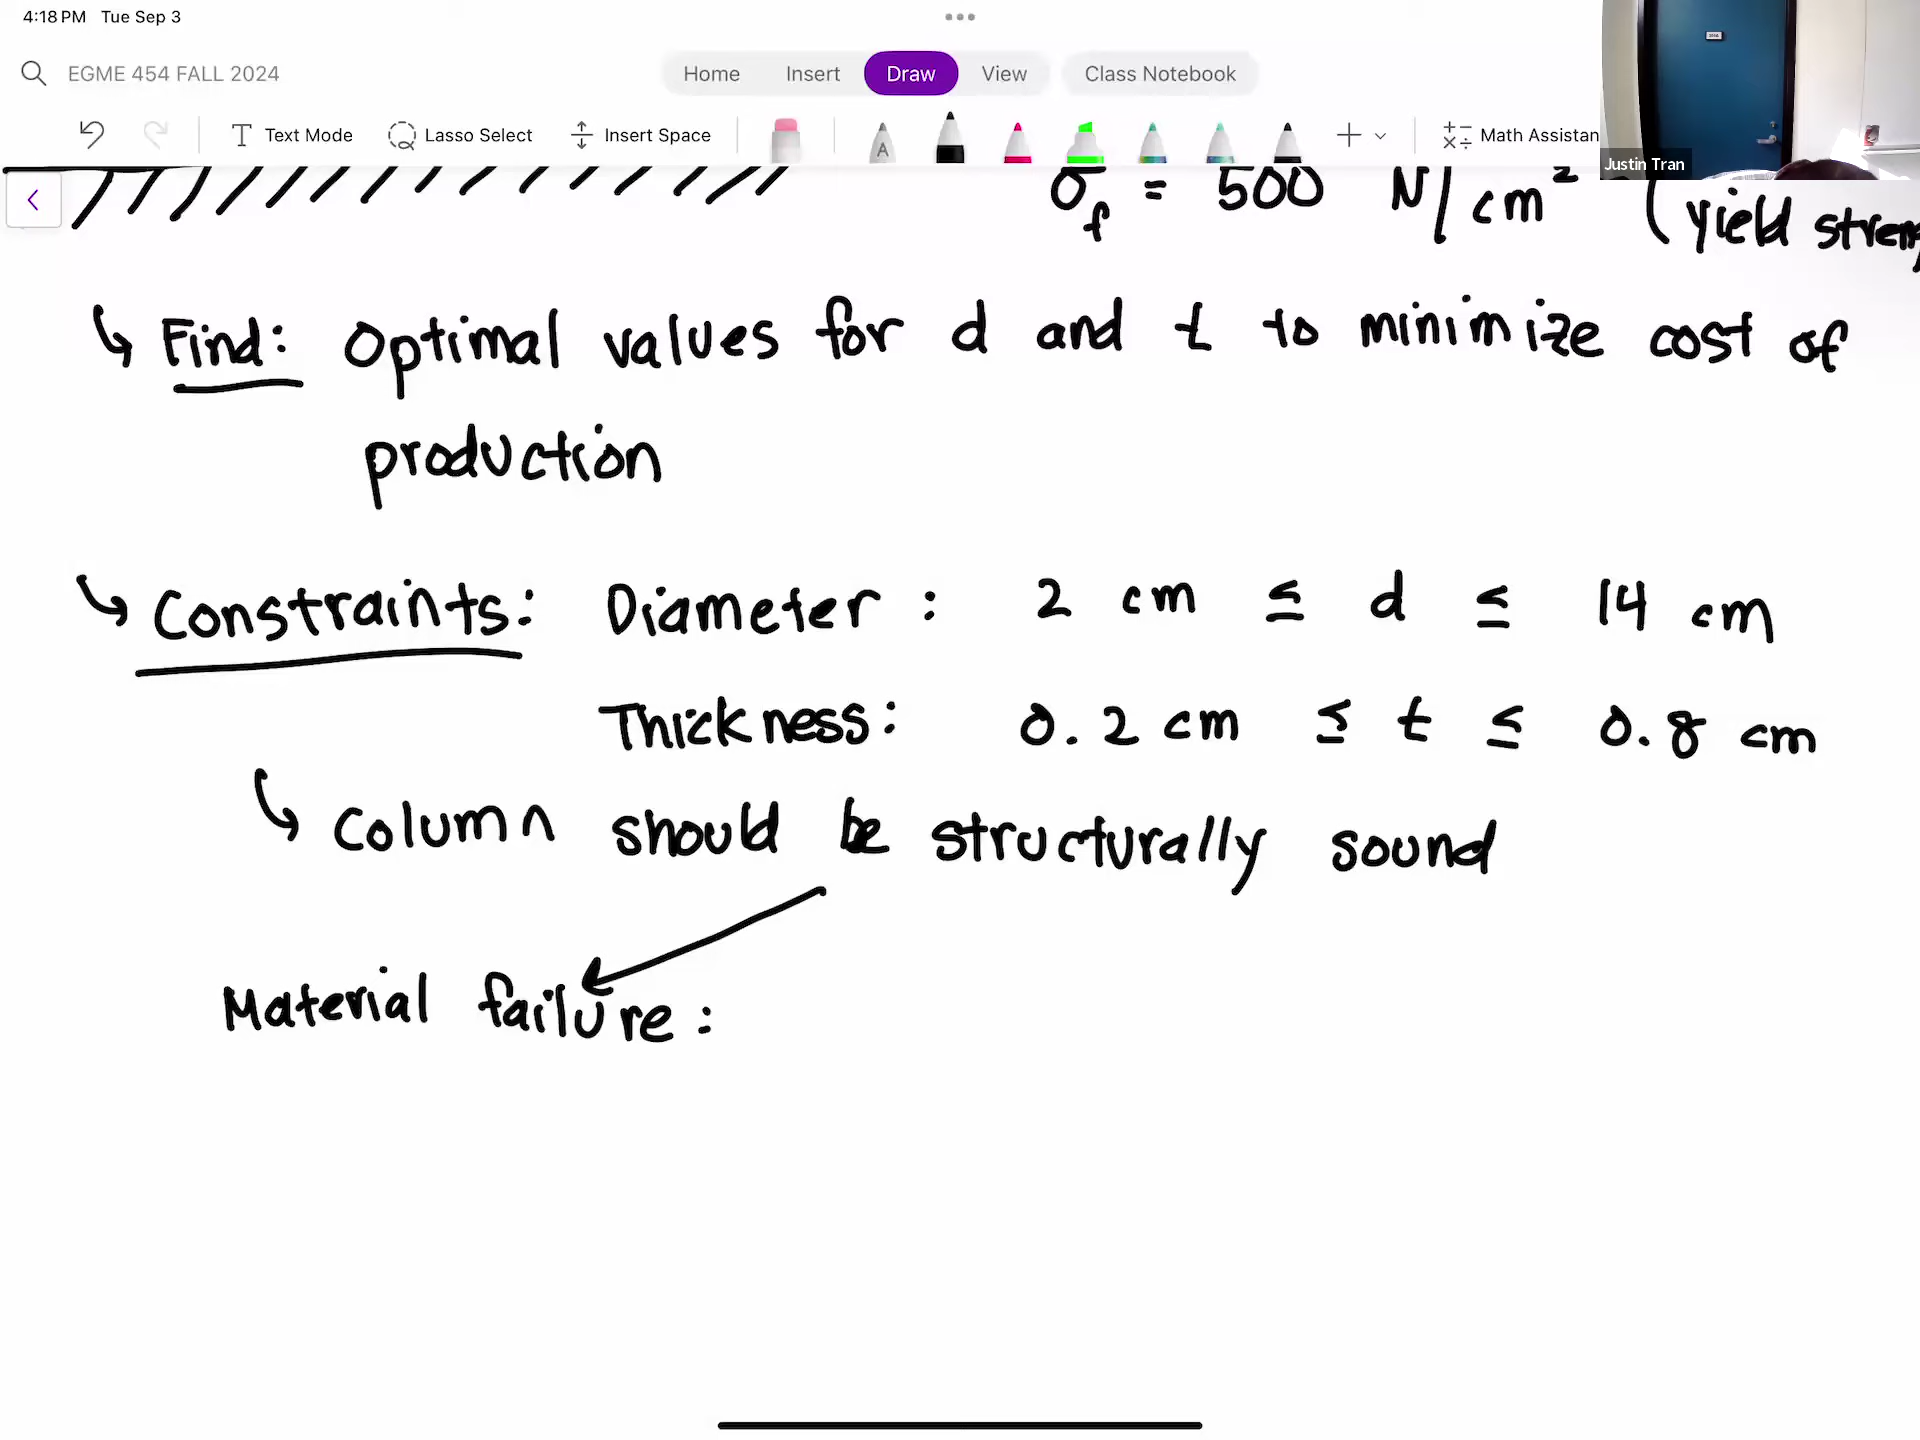 4:18 PM Tue Sep 3
EGME 454 FALL 2024
Home Insert Draw View Class Notebook
Text Mode Lasso Select Insert Space A Math Assistan
Justin Tran
σf = 500 N/cm² (yield stren
↳ Find: Optimal values for d and t to minimize cost of
production
↳ Constraints: Diameter: 2 cm ≤ d ≤ 14 cm
Thickness: 0.2 cm ≤ t ≤ 0.8 cm
↳ Column should be structurally sound
Material failure: